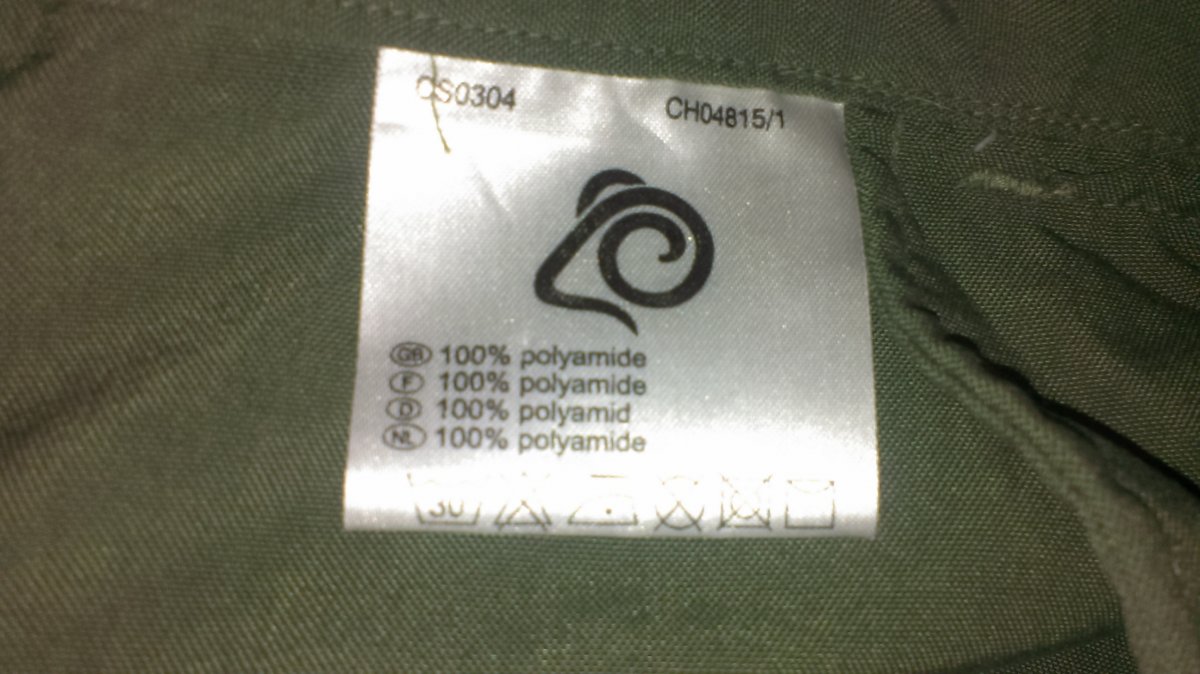 CS0304 CH04815/1
GB 100% polyamide
F 100% polyamide
D 100% polyamid
NL 100% polyamide
30